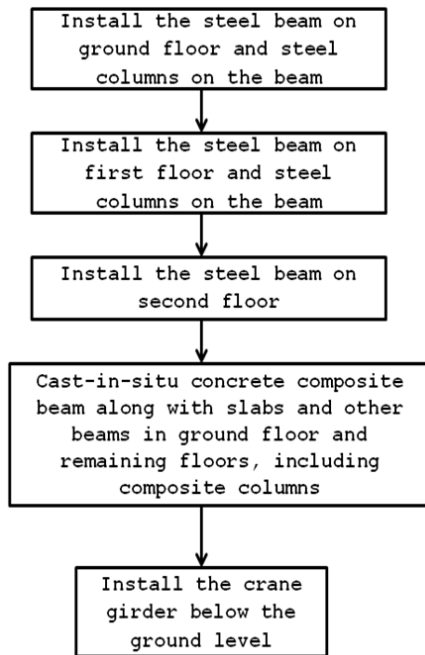 Install the steel beam on
ground floor and steel
columns on the beam
Install the steel beam on
first floor and steel
columns on the beam
Install the steel beam on
second floor
Cast-in-situ concrete composite
beam along with slabs and other
beams in ground floor and
remaining floors, including
composite columns
Install the crane
girder below the
ground level